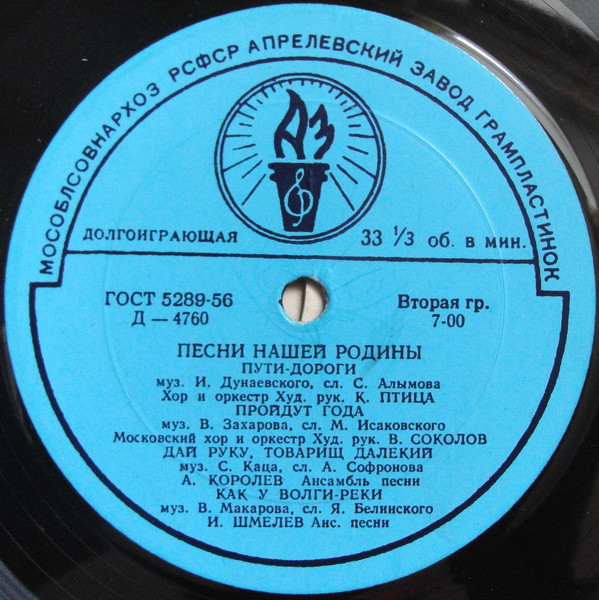 МОСОБЛСОВНАРХОЗ РСФСР АПРЕЛЕВСКИЙ ЗАВОД ГРАМПЛАСТИНОК
АЗ
ДОЛГОИГРАЮЩАЯ 33 ⅓ об. в мин.
ГОСТ 5289-56 Вторая гр.
Д — 4760 7-00
ПЕСНИ НАШЕЙ РОДИНЫ
ПУТИ-ДОРОГИ
муз. И. Дунаевского, сл. С. Алымова
Хор и оркестр Худ. рук. К. ПТИЦА
ПРОЙДУТ ГОДА
муз. В. Захарова, сл. М. Исаковского
Московский хор и оркестр Худ. рук. В. СОКОЛОВ
ДАЙ РУКУ, ТОВАРИЩ ДАЛЕКИЙ
муз. С. Каца, сл. А. Софронова
А. КОРОЛЕВ Ансамбль песни
КАК У ВОЛГИ-РЕКИ
муз. В. Макарова, сл. Я. Белинского
И. ШМЕЛЕВ Анс. песни